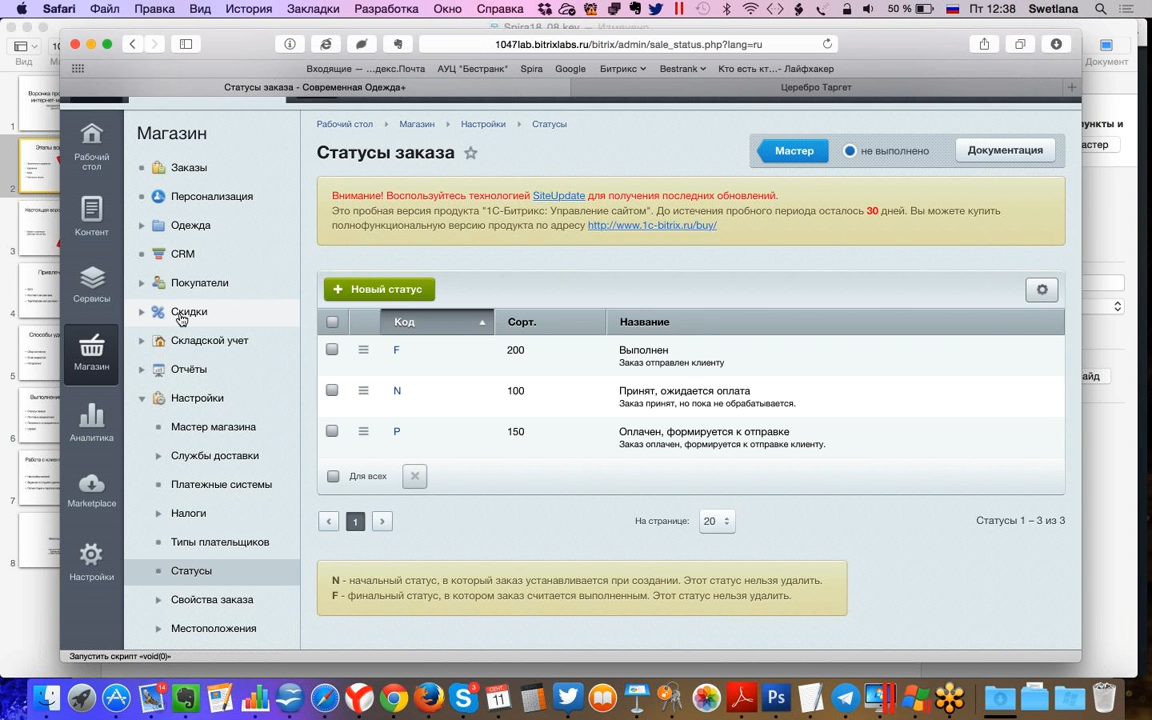 Safari Файл Правка Вид История Закладки Разработка Окно Справка 50 % Пт 12:38 Swetlana
Spira18_08.key — Изменено
1047lab.bitrixlabs.ru/bitrix/admin/sale_status.php?lang=ru
Вид
Документ
Входящие — …декс.Почта АУЦ "Бестранк" Spira Google Битрикс Bestrank Кто есть кт…- Лайфхакер
Статусы заказа - Современная Одежда+ Церебро Таргет
Рабочий стол
Контент
Сервисы
Магазин
Аналитика
Marketplace
Настройки
Магазин
Заказы
Персонализация
Одежда
CRM
Покупатели
Скидки
Складской учет
Отчёты
Настройки
Мастер магазина
Службы доставки
Платежные системы
Налоги
Типы плательщиков
Статусы
Свойства заказа
Местоположения
Рабочий стол Магазин Настройки Статусы
Статусы заказа
Мастер не выполнено Документация
Внимание! Воспользуйтесь технологией SiteUpdate для получения последних обновлений.
Это пробная версия продукта "1С-Битрикс: Управление сайтом". До истечения пробного периода осталось 30 дней. Вы можете купить
полнофункциональную версию продукта по адресу http://www.1c-bitrix.ru/buy/
+ Новый статус
Код Сорт. Название
F 200 Выполнен
Заказ отправлен клиенту
N 100 Принят, ожидается оплата
Заказ принят, но пока не обрабатывается.
P 150 Оплачен, формируется к отправке
Заказ оплачен, формируется к отправке клиенту.
Для всех
1 На странице: 20 Статусы 1 – 3 из 3
N - начальный статус, в который заказ устанавливается при создании. Этот статус нельзя удалить.
F - финальный статус, в котором заказ считается выполненным. Этот статус нельзя удалить.
Запустить скрипт «void(0)»